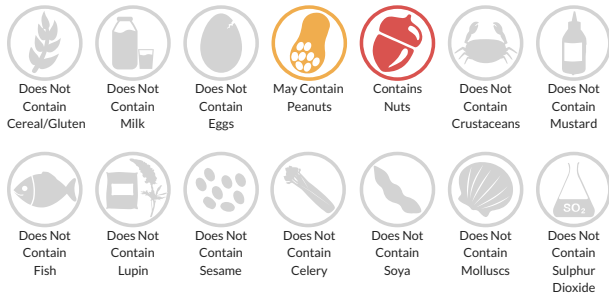 Does Not
Contain
Cereal/Gluten
Does Not
Contain
Milk
Does Not
Contain
Eggs
May Contain
Peanuts
Contains
Nuts
Does Not
Contain
Crustaceans
Does Not
Contain
Mustard
Does Not
Contain
Fish
Does Not
Contain
Lupin
Does Not
Contain
Sesame
Does Not
Contain
Celery
Does Not
Contain
Soya
Does Not
Contain
Molluscs
SO₂
Does Not
Contain
Sulphur
Dioxide